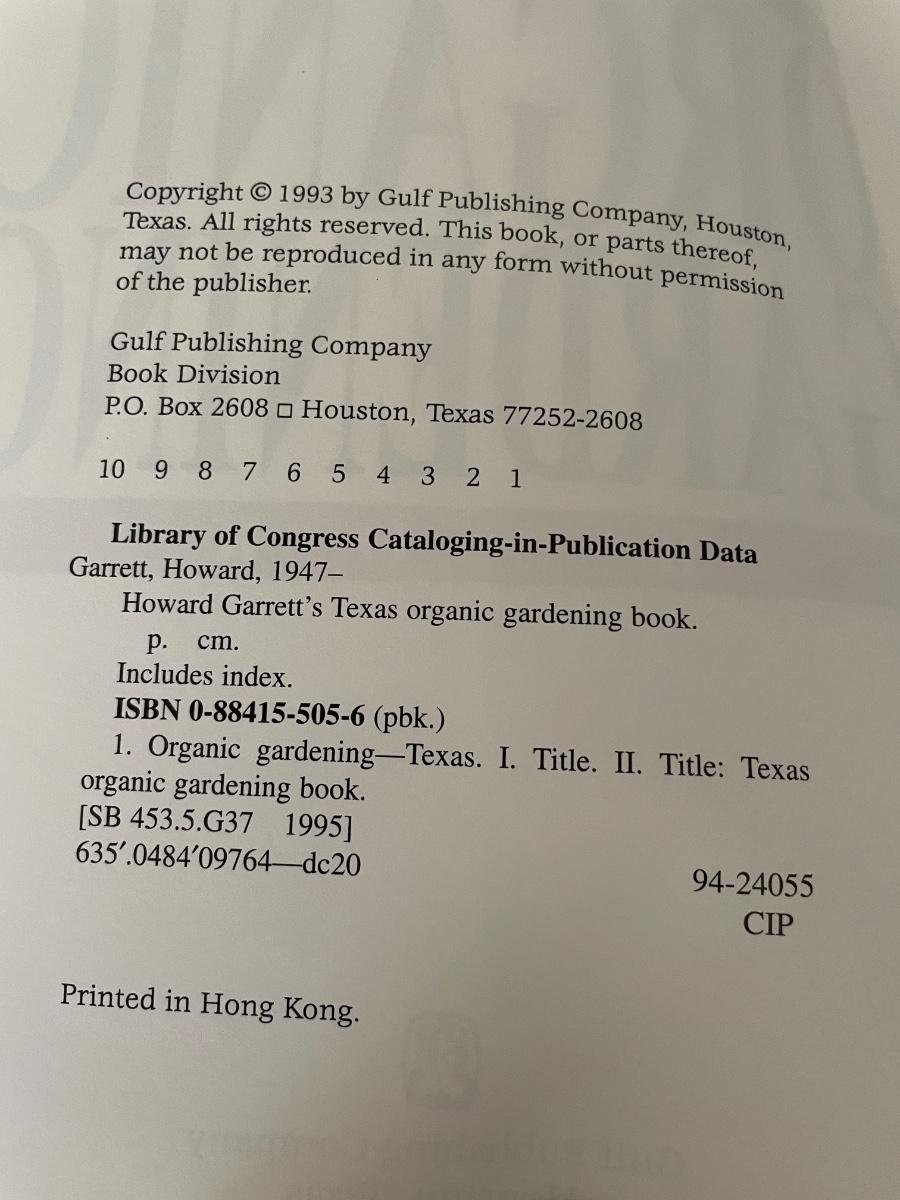 Copyright © 1993 by Gulf Publishing Company, Houston,
Texas. All rights reserved. This book, or parts thereof,
may not be reproduced in any form without permission
of the publisher.
Gulf Publishing Company
Book Division
P.O. Box 2608 □ Houston, Texas 77252-2608
10 9 8 7 6 5 4 3 2 1
Library of Congress Cataloging-in-Publication Data
Garrett, Howard, 1947–
Howard Garrett's Texas organic gardening book.
p. cm.
Includes index.
ISBN 0-88415-505-6 (pbk.)
1. Organic gardening—Texas. I. Title. II. Title: Texas
organic gardening book.
[SB 453.5.G37 1995]
635′.0484′09764—dc20
94-24055
CIP
Printed in Hong Kong.